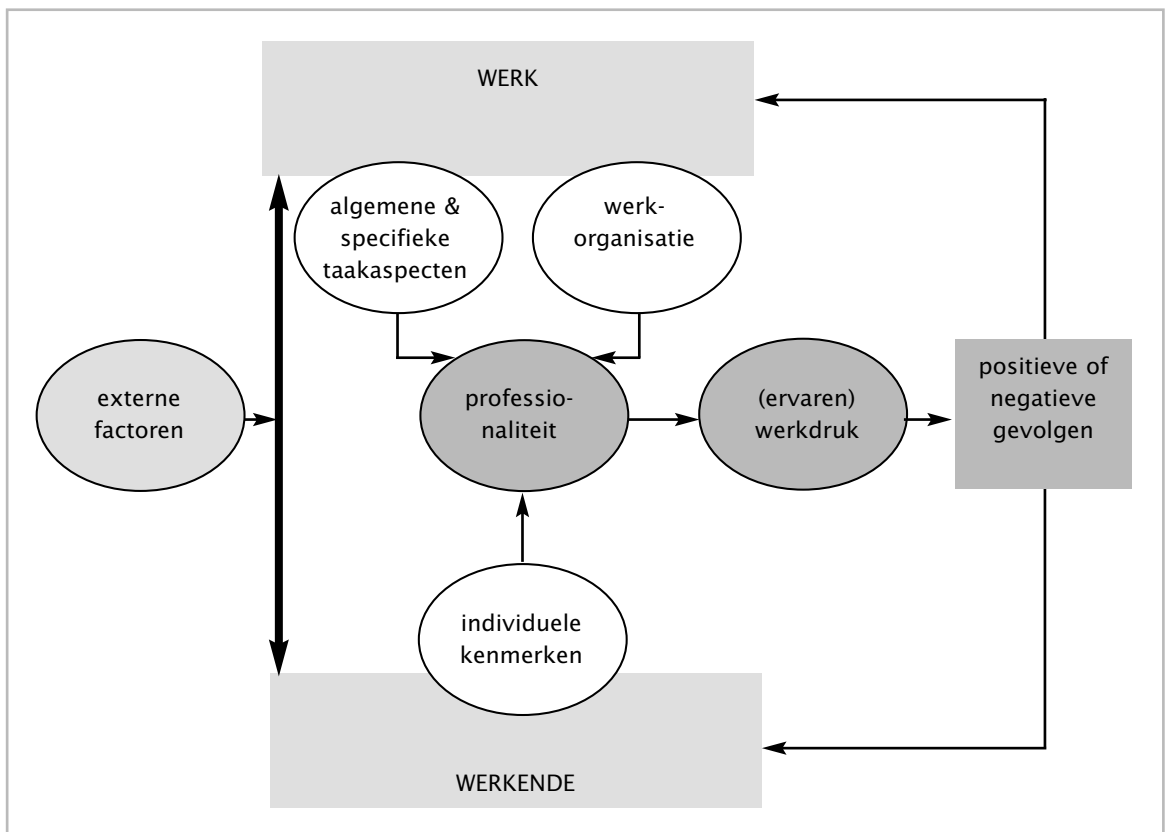 WERK
algemene &
specifieke
taakaspecten
werk-
organisatie
externe
factoren
professio-
naliteit
(ervaren)
werkdruk
positieve of
negatieve
gevolgen
individuele
kenmerken
WERKENDE